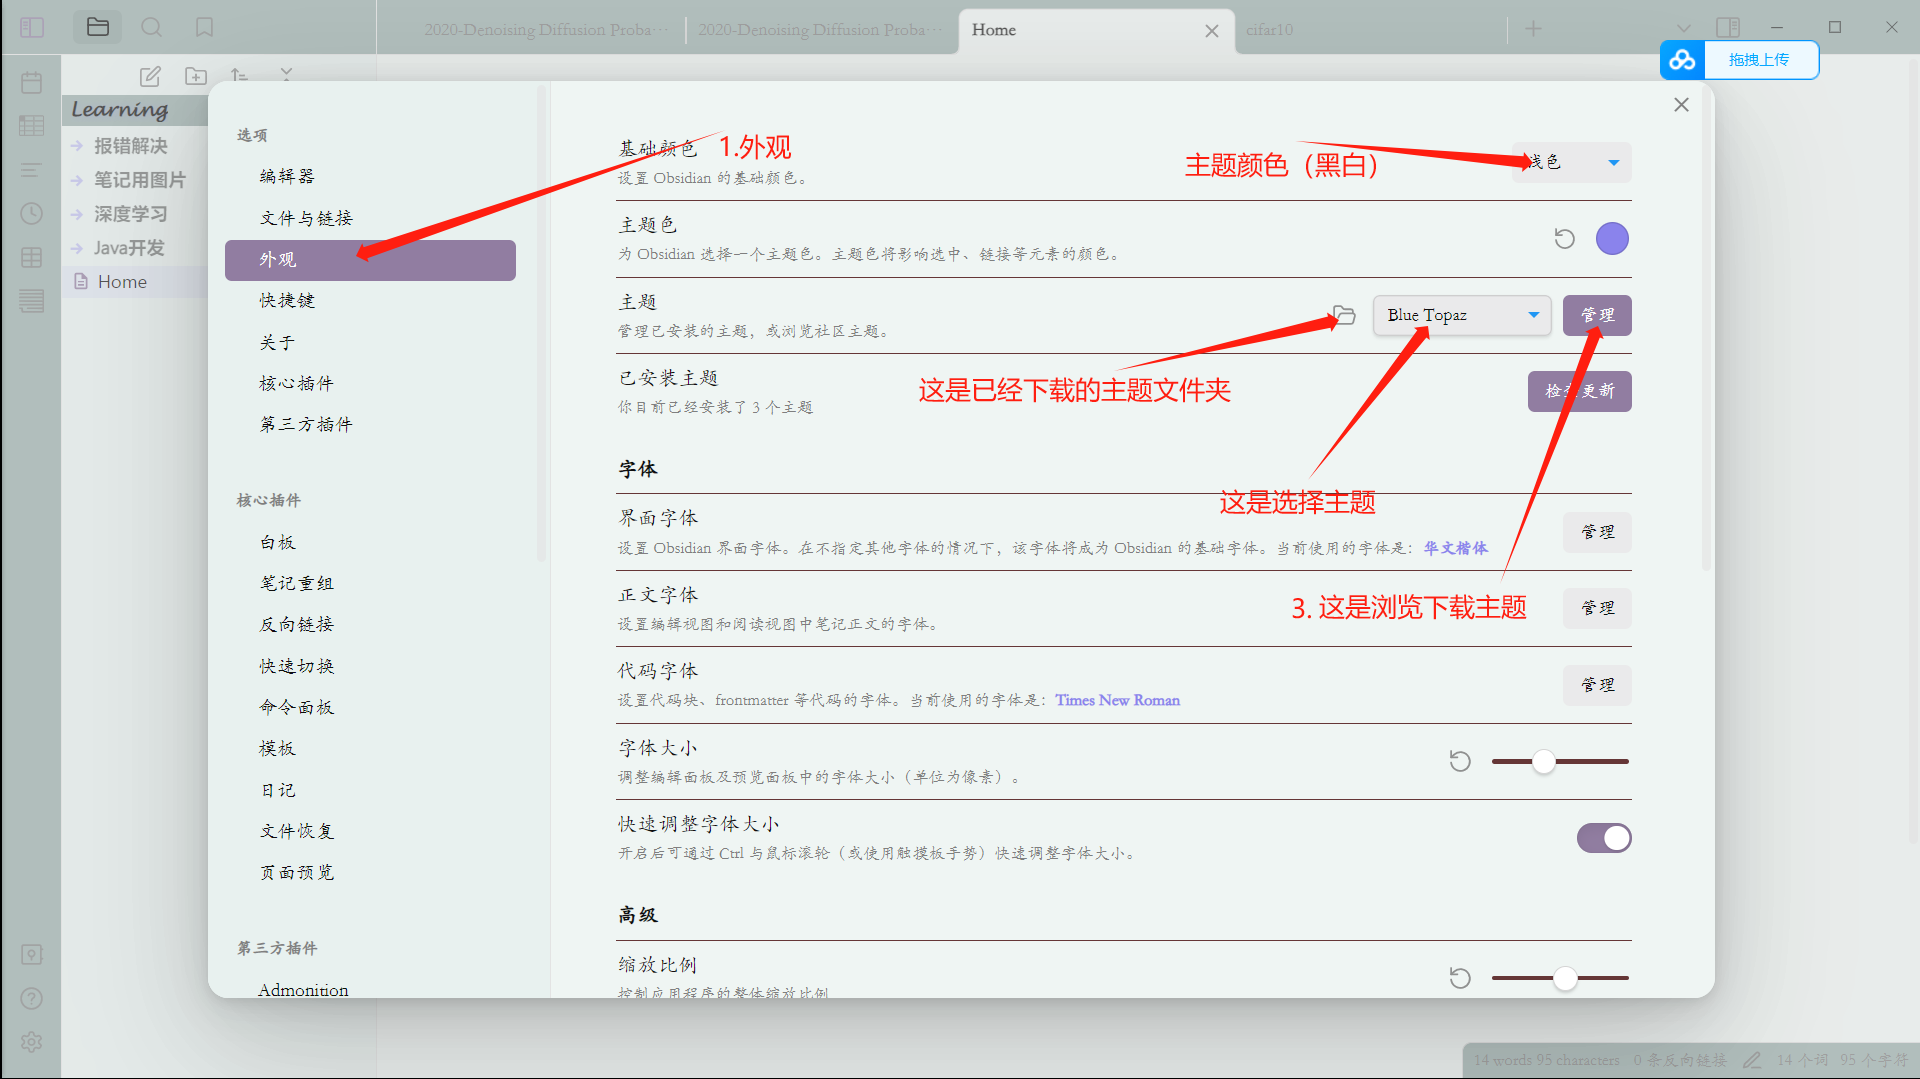 2020-Denoising Diffusion Proba···
2020-Denoising Diffusion Proba···
Home
cifar10
拖拽上传
Learning
报错解决
笔记用图片
深度学习
Java开发
Home
选项
编辑器
文件与链接
外观
快捷键
关于
核心插件
第三方插件
核心插件
白板
笔记重组
反向链接
快速切换
命令面板
模板
日记
文件恢复
页面预览
第三方插件
Admonition
基础颜色
1.外观
设置 Obsidian 的基础颜色。
主题颜色（黑白）
浅色
主题色
为 Obsidian 选择一个主题色。主题色将影响选中、链接等元素的颜色。
主题
管理已安装的主题，或浏览社区主题。
Blue Topaz
管理
已安装主题
你目前已经安装了 3 个主题
这是已经下载的主题文件夹
检查更新
字体
这是选择主题
界面字体
设置 Obsidian 界面字体。在不指定其他字体的情况下，该字体将成为 Obsidian 的基础字体。当前使用的字体是：华文楷体
管理
正文字体
设置编辑视图和阅读视图中笔记正文的字体。
3. 这是浏览下载主题
管理
代码字体
设置代码块、frontmatter 等代码的字体。当前使用的字体是：Times New Roman
管理
字体大小
调整编辑面板及预览面板中的字体大小（单位为像素）。
快速调整字体大小
开启后可通过 Ctrl 与鼠标滚轮（或使用触摸板手势）快速调整字体大小。
高级
缩放比例
控制应用程序的整体缩放比例
14 words 95 characters
0 条反向链接
14 个词
95 个字符